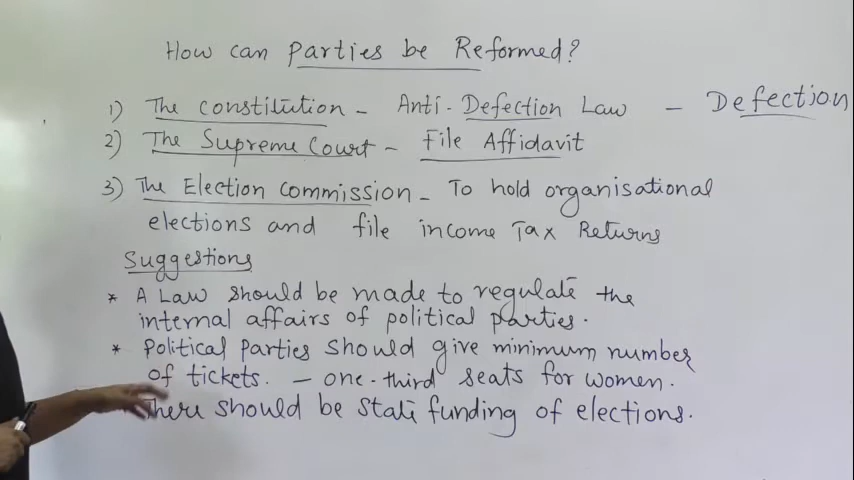 How can Parties be Reformed?
1) The Constitution - Anti-Defection Law - Defection
2) The Supreme Court - File Affidavit
3) The Election Commission - To hold organisational
elections and file income Tax Returns
Suggestions
* A Law should be made to regulate the
internal affairs of political parties.
* Political Parties should give minimum number
of tickets. - one-third seats for women.
There should be State funding of elections.